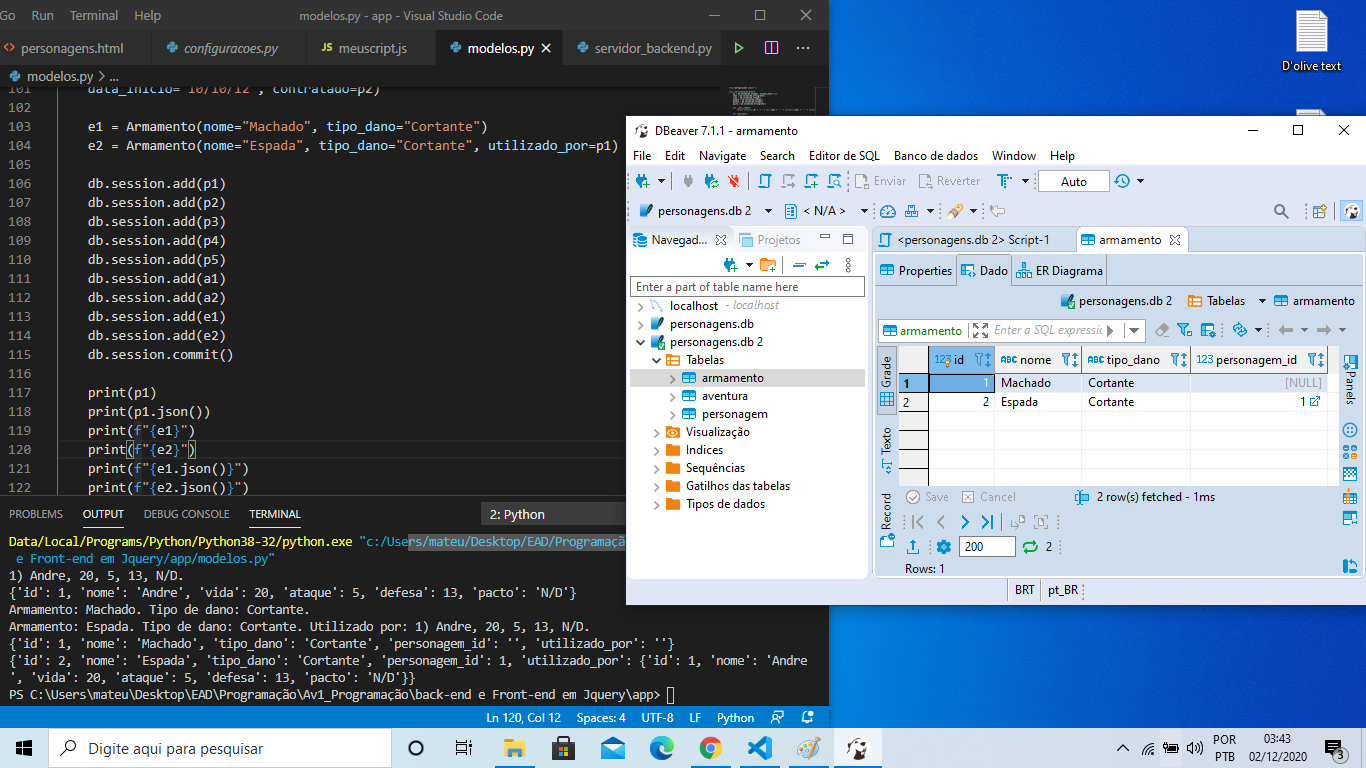 Go Run Terminal Help modelos.py - app - Visual Studio Code
personagens.html configuracoes.py JS meuscript.js modelos.py servidor_backend.py
modelos.py > ...
101 data_inicio="10/10/12", contratado=p2)
102
103 e1 = Armamento(nome="Machado", tipo_dano="Cortante")
104 e2 = Armamento(nome="Espada", tipo_dano="Cortante", utilizado_por=p1)
105
106 db.session.add(p1)
107 db.session.add(p2)
108 db.session.add(p3)
109 db.session.add(p4)
110 db.session.add(p5)
111 db.session.add(a1)
112 db.session.add(a2)
113 db.session.add(e1)
114 db.session.add(e2)
115 db.session.commit()
116
117 print(p1)
118 print(p1.json())
119 print(f"{e1}")
120 print(f"{e2}")
121 print(f"{e1.json()}")
122 print(f"{e2.json()}")
PROBLEMS OUTPUT DEBUG CONSOLE TERMINAL 2: Python
Data/Local/Programs/Python/Python38-32/python.exe "c:/Users/mateu/Desktop/EAD/Programaçã
e Front-end em Jquery/app/modelos.py"
1) Andre, 20, 5, 13, N/D.
{'id': 1, 'nome': 'Andre', 'vida': 20, 'ataque': 5, 'defesa': 13, 'pacto': 'N/D'}
Armamento: Machado. Tipo de dano: Cortante.
Armamento: Espada. Tipo de dano: Cortante. Utilizado por: 1) Andre, 20, 5, 13, N/D.
{'id': 1, 'nome': 'Machado', 'tipo_dano': 'Cortante', 'personagem_id': '', 'utilizado_por': ''}
{'id': 2, 'nome': 'Espada', 'tipo_dano': 'Cortante', 'personagem_id': 1, 'utilizado_por': {'id': 1, 'nome': 'Andre
', 'vida': 20, 'ataque': 5, 'defesa': 13, 'pacto': 'N/D'}}
PS C:\Users\mateu\Desktop\EAD\Programação\Av1_Programação\back-end e Front-end em Jquery\app>
Ln 120, Col 12 Spaces: 4 UTF-8 LF Python
D'olive text
DBeaver 7.1.1 - armamento
File Edit Navigate Search Editor de SQL Banco de dados Window Help
Enviar Reverter Auto
personagens.db 2 < N/A >
Navegad... Projetos
Enter a part of table name here
localhost - localhost
personagens.db
personagens.db 2
Tabelas
armamento
aventura
personagem
Visualização
Indices
Sequências
Gatilhos das tabelas
Tipos de dados
<personagens.db 2> Script-1 armamento
Properties Dado ER Diagrama
personagens.db 2 Tabelas armamento
armamento Enter a SQL expressic
Grade 123 id ABC nome ABC tipo_dano 123 personagem_id
1 1 Machado Cortante [NULL]
2 2 Espada Cortante 1
Texto
Record
Panels
Save Cancel 2 row(s) fetched - 1ms
200 2
Rows: 1
BRT pt_BR
Digite aqui para pesquisar
POR
PTB
03:43
02/12/2020
3